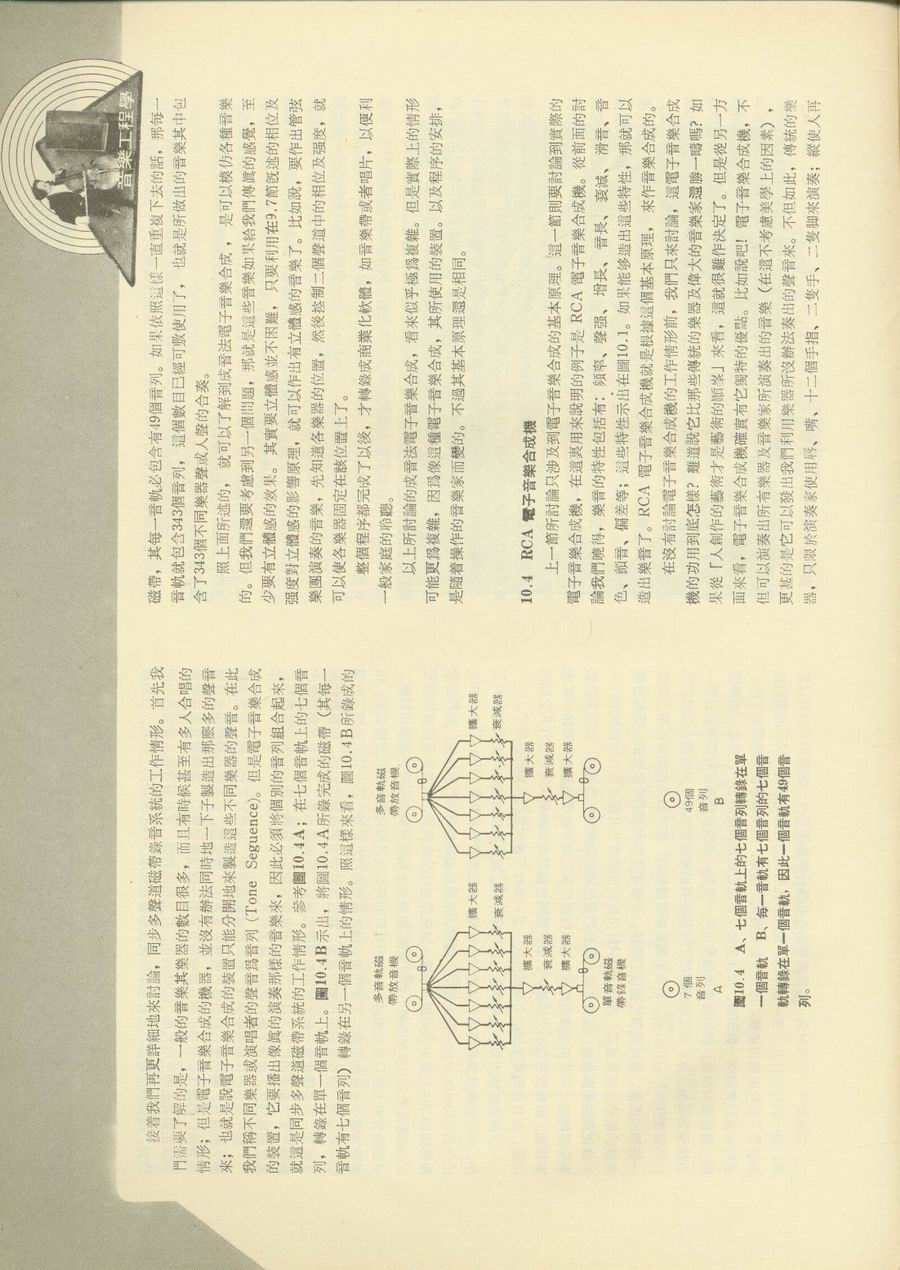 音樂工程學
接着我們再更詳細地來討論，同步多聲道磁帶錄音系統的工作情形。首先我
們需要了解的是，一般的音樂其樂器的數目很多，而且有時候甚至有多人合唱的
情形；但是電子音樂合成的機器，並沒有辦法同時地一下子製造出那麽多的聲音
來；也就是說電子音樂合成的裝置只能分開地來製造這些不同樂器的聲音。在此
我們稱不同樂器或演唱者的聲音爲音列（Tone Seguence）。但是電子音樂合成
的裝置，它要播出像眞的演奏那樣的音樂來，因此必須將個別的音列組合起來，
就這是同步多聲道磁帶系統的工作情形。參考圖10.4A；在七個音軌上的七個音
列，轉錄在單一個音軌上。圖10.4B示出，將圖10.4A所錄完成的磁帶（其每一
音軌有七個音列）轉錄在另一個音軌上的情形。照這樣來看，圖10.4B所錄成的
多音軌磁
帶放音機
擴大器
衰減器
擴大器
衰減器
擴大器
單音軌磁
帶錄音機
7個
音列
A
多音軌磁
帶放音機
擴大器
衰減器
擴大器
衰減器
擴大器
49個
音列
B
圖10.4 A、七個音軌上的七個音列轉錄在單
一個音軌 B、每一音軌有七個音列的七個音
軌轉錄在單一個音軌，因此一個音軌有49個音
列。
磁帶，其每一音軌必包含有49個音列。如果依照這樣一直重複下去的話，那每一
音軌就包含343個音列，這個數目已經可敷使用了，也就是所做出的音樂其中包
含了343個不同樂器聲或人聲的合奏。
照上面所述的，就可以了解到成音法電子音樂合成，是可以模仿各種音樂
的。但我們還要考慮到另一個問題，那就是這些音樂如果給我們傳眞的感覺，至
少要有立體感的效果。其實要立體感並不困難，只要利用在9.7節旣述的相位及
强度對立體感的影響原理，就可以作出有立體感的音樂了。比如說，要作出管弦
樂團演奏的音樂，先知道各樂器的位置，然後控制二個聲道中的相位及强度，就
可以使各樂器固定在該位置上了。
整個程序都完成了以後，才轉錄成商業化軟體，如音樂帶或者唱片，以便利
一般家庭的聆聽。
以上所討論的成音法電子音樂合成，看來似乎極爲複雜。但是實際上的情形
可能更爲複雜，因爲像這種電子音樂合成，其所使用的裝置。以及程序的安排，
是隨着操作的音樂家而變的。不過其基本原理還是相同。
10.4 RCA 電子音樂合成機
上一節所討論只涉及到電子音樂合成的基本原理。這一節則要討論到實際的
電子音樂合成機，在這裏用來說明的例子是 RCA 電子音樂合成機。從前面的討
論我們曉得，樂音的特性包括有：頻率、聲强、增長、音長、衰減、滑音、音
色、顫音、偏差等；這些特性示出在圖10.1。如果能够造出這些特性，那就可以
造出樂音了。RCA 電子音樂合成機就是根據這個基本原理，來作音樂合成的。
在沒有討論電子音樂合成機的工作情形前，我們只來討論，這電子音樂合成
機的功用到底怎樣？難道說它比那些傳統的樂器及偉大的音樂家還勝一疇嗎？如
果從「人創作的藝術才是藝術的顚峯」來看，這就很難作決定了。但是從另一方
面來看，電子音樂合成機確實有它獨特的優點。比如說吧！電子音樂合成機，不
但可以演奏出所有樂器及音樂家所演奏出的音樂（在這不考慮美學上的因素），
更甚的是它可以發出我們利用樂器所沒辦法奏出的聲音來。不但如此，傳統的樂
器，只限於演奏家使用唇、嘴、十二個手指、二隻手、二隻脚來演奏；縱使人再